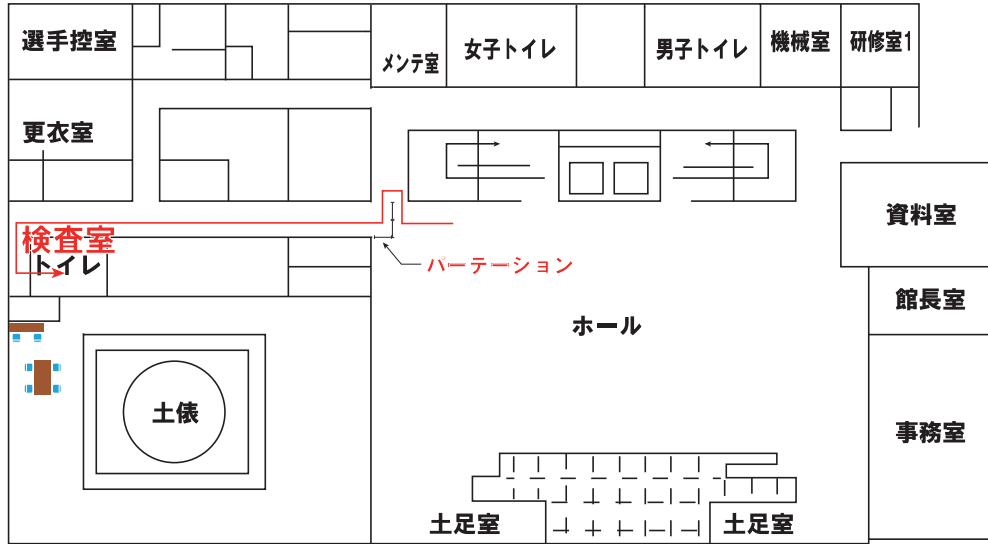 選手控室
メンテ室
女子トイレ
男子トイレ
機械室
研修室1
更衣室
資料室
検査室
トイレ
パーテーション
館長室
ホール
土俵
事務室
土足室
土足室